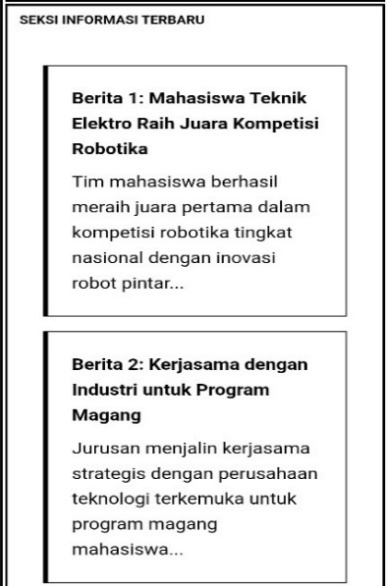 SEKSI INFORMASI TERBARU
Berita 1: Mahasiswa Teknik
Elektro Raih Juara Kompetisi
Robotika
Tim mahasiswa berhasil
meraih juara pertama dalam
kompetisi robotika tingkat
nasional dengan inovasi
robot pintar...
Berita 2: Kerjasama dengan
Industri untuk Program
Magang
Jurusan menjalin kerjasama
strategis dengan perusahaan
teknologi terkemuka untuk
program magang
mahasiswa...